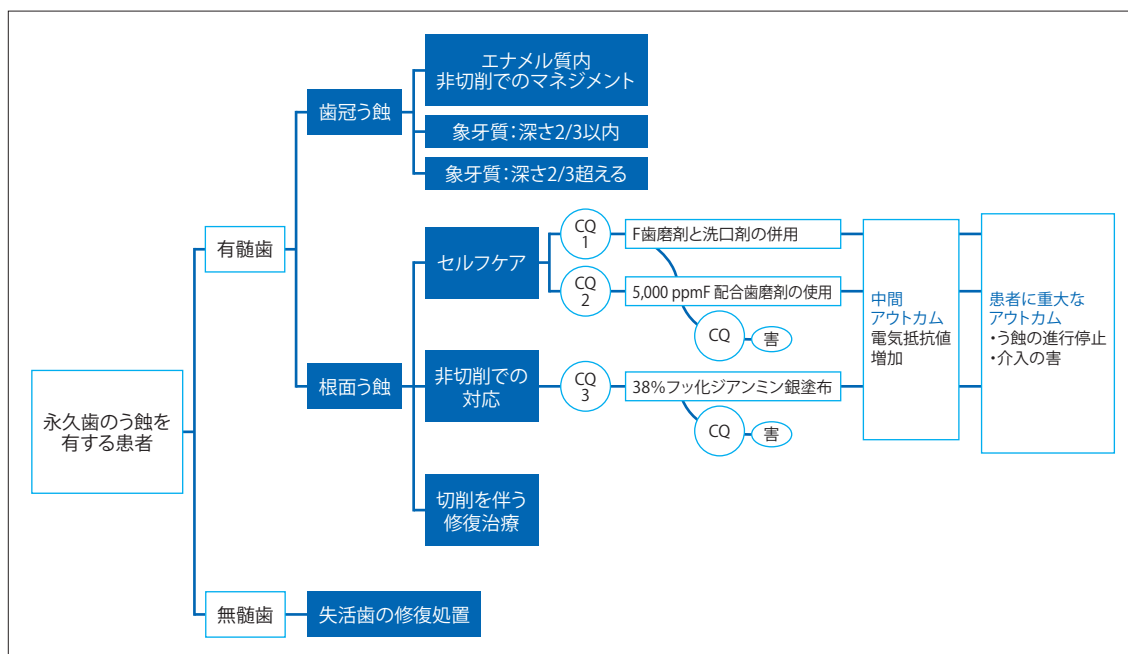 エナメル質内
非切削でのマネジメント
歯冠う蝕
象牙質：深さ2/3以内
象牙質：深さ2/3超える
有髄歯
セルフケア
CQ
1
F歯磨剤と洗口剤の併用
CQ
2
5,000 ppmF 配合歯磨剤の使用
CQ
害
中間
アウトカム
電気抵抗値
増加
患者に重大な
アウトカム
・う蝕の進行停止
・介入の害
根面う蝕
非切削での
対応
CQ
3
38％フッ化ジアンミン銀塗布
CQ
害
永久歯のう蝕を
有する患者
切削を伴う
修復治療
無髄歯
失活歯の修復処置